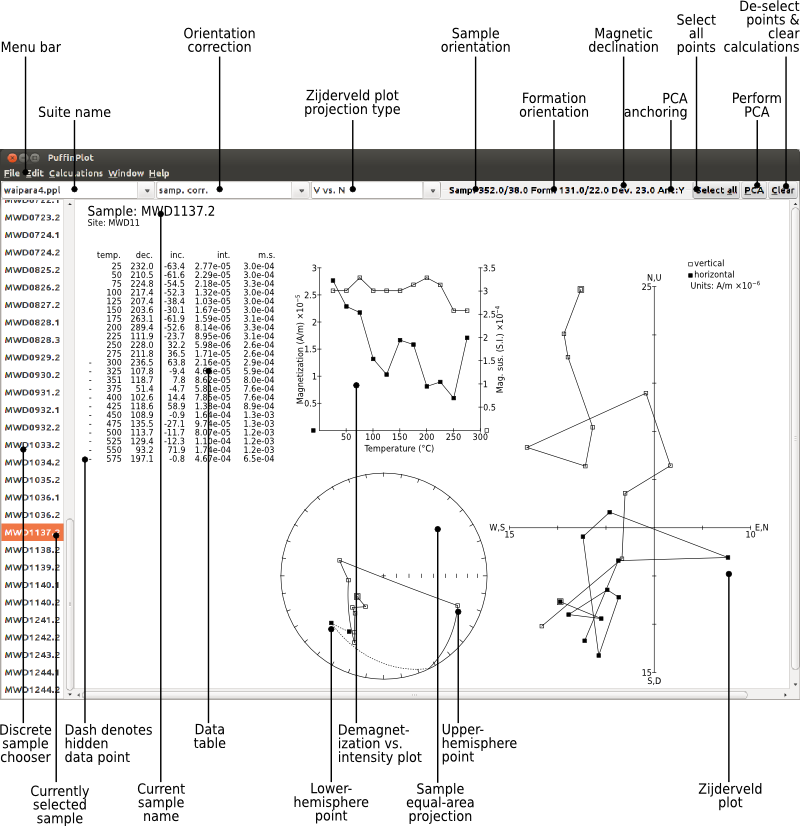 De-select
points &
clear
calculations
Select
all
points
Menu bar
Orientation
correction
Sample
orientation
Magnetic
declination
Suite name
Zijderveld plot
projection type
Formation
orientation
PCA
anchoring
Perform
PCA
PuffinPlot
File Edit Calculations Window Help
waipara4.ppl
samp. corr.
V vs. N
Samp: 352.0/38.0 Form: 131.0/22.0 Dev. 23.0 Anc:Y
Select all
PCA
Clear
MWD0722.1
MWD0723.2
MWD0724.1
MWD0724.2
MWD0825.2
MWD0826.2
MWD0827.2
MWD0828.1
MWD0828.3
MWD0929.2
MWD0930.2
MWD0931.2
MWD0932.1
MWD0932.2
MWD1033.2
MWD1034.2
MWD1035.2
MWD1036.1
MWD1036.2
MWD1137.2
MWD1138.2
MWD1139.2
MWD1140.1
MWD1140.2
MWD1241.2
MWD1242.2
MWD1243.2
MWD1244.1
MWD1244.2
Sample: MWD1137.2
Site: MWD11
temp. dec. inc. int. m.s.
25 232.0 -63.4 2.77e-05 3.0e-04
50 210.5 -61.6 2.29e-05 3.0e-04
75 224.8 -54.5 2.18e-05 3.3e-04
100 217.4 -52.3 1.32e-05 3.0e-04
125 207.4 -38.4 1.03e-05 3.0e-04
150 203.6 -30.1 1.67e-05 3.0e-04
175 263.1 -61.9 1.59e-05 3.1e-04
200 289.4 -52.6 8.14e-06 3.3e-04
225 111.9 -23.7 8.95e-06 3.1e-04
250 228.0 32.2 5.98e-06 2.6e-04
275 211.8 36.5 1.71e-05 2.6e-04
- 300 236.5 63.8 2.16e-05 2.9e-04
- 325 107.8 -9.4 5.9e-04
- 351 118.7 7.8 8.62e-05 8.0e-04
- 375 51.4 -4.7 5.81e-05 7.6e-04
- 400 102.6 14.4 7.85e-05 7.6e-04
- 425 118.6 58.9 1.38e-04 8.9e-04
- 450 108.9 -0.9 1.64e-04 1.3e-03
- 475 135.5 -27.1 9.74e-05 1.3e-03
- 500 113.7 -11.7 8.07e-05 1.2e-03
- 525 129.4 -12.3 1.10e-04 1.2e-03
- 550 93.2 71.9 1.74e-04 1.2e-03
- 575 197.1 -0.8 4.67e-05 6.5e-04
3
2.5
2
1.5
1
0.5
Magnetization (A/m) ×10⁻⁵
3.5
3
2.5
2
1.5
1
0.5
Mag. sus. (S.I.) ×10⁻⁴
50 100 150 200 250 300
Temperature (°C)
vertical
horizontal
Units: A/m ×10⁻⁶
N,U
25
W,S
15
10
E,N
15
S,D
Discrete
sample
chooser
Dash denotes
hidden
data point
Data
table
Demagnet-
ization vs.
intensity plot
Upper-
hemisphere
point
Currently
selected
sample
Current
sample
name
Lower-
hemisphere
point
Sample
equal-area
projection
Zijderveld
plot